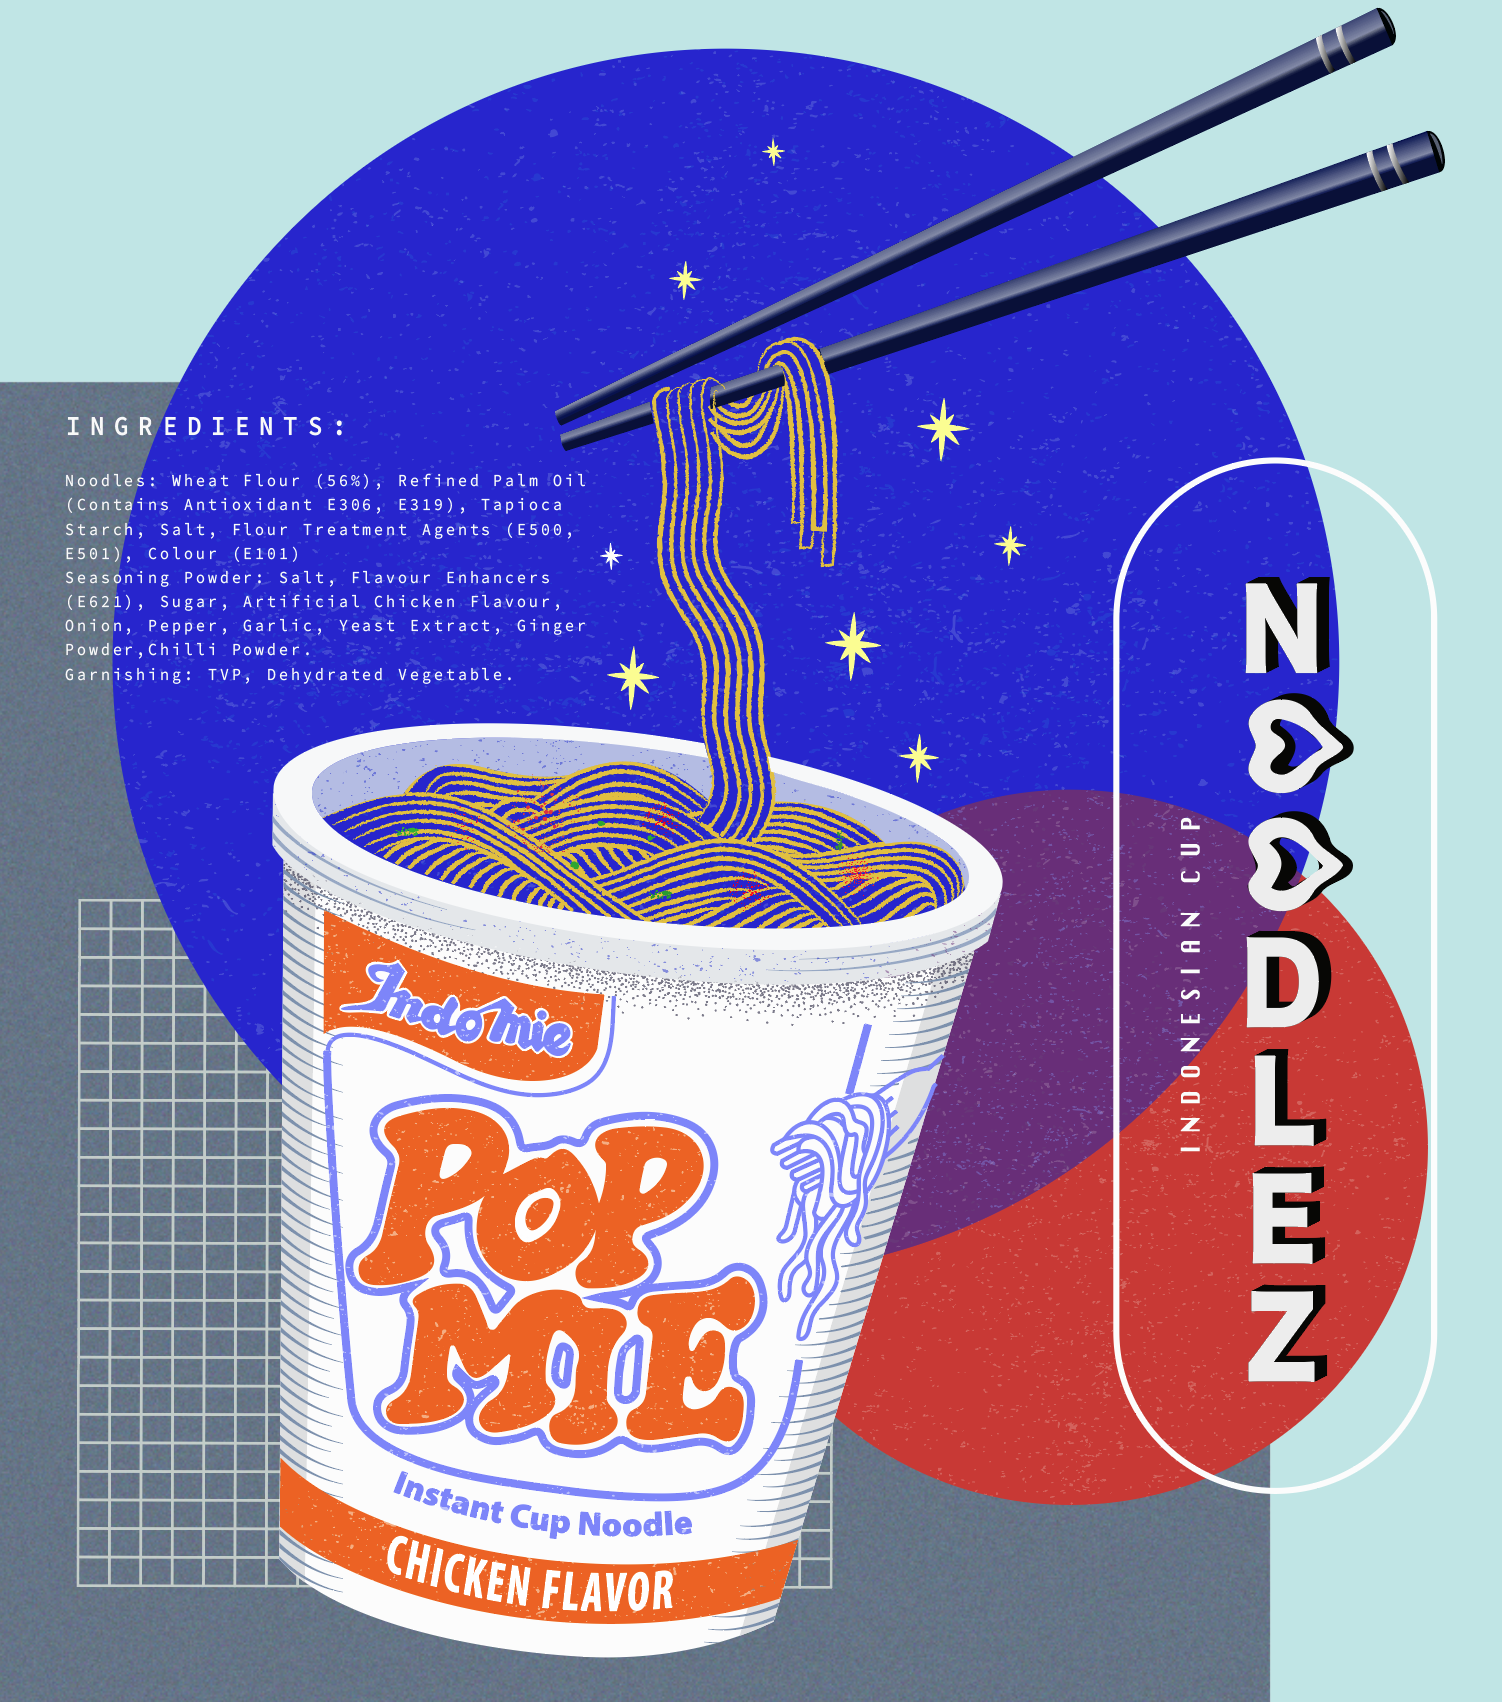 INGREDIENTS:
Noodles: Wheat Flour (56%), Refined Palm Oil
(Contains Antioxidant E306, E319), Tapioca
Starch, Salt, Flour Treatment Agents (E500,
E501), Colour (E101)
Seasoning Powder: Salt, Flavour Enhancers
(E621), Sugar, Artificial Chicken Flavour,
Onion, Pepper, Garlic, Yeast Extract, Ginger
Powder,Chilli Powder.
Garnishing: TVP, Dehydrated Vegetable.
Indomie
POP
MIE
Instant Cup Noodle
CHICKEN FLAVOR
INDONESIAN CUP
NOODLEZ